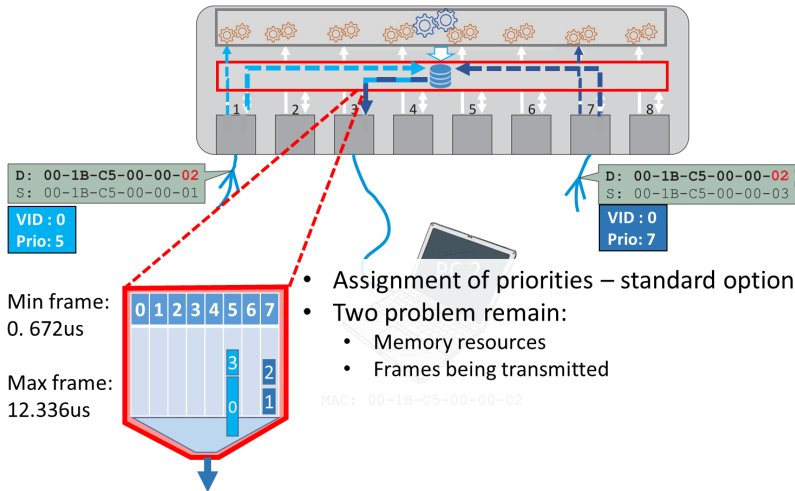 1 2 3 4 5 6 7 8
D: 00-1B-C5-00-00-02
S: 00-1B-C5-00-00-01
VID : 0
Prio: 5
D: 00-1B-C5-00-00-02
S: 00-1B-C5-00-00-03
VID : 0
Prio: 7
PC 2
• Assignment of priorities – standard option
• Two problem remain:
• Memory resources
• Frames being transmitted
MAC: 00-1B-C5-00-00-02
Min frame:
0. 672us
Max frame:
12.336us
0 1 2 3 4 5 6 7
3
0
2
1